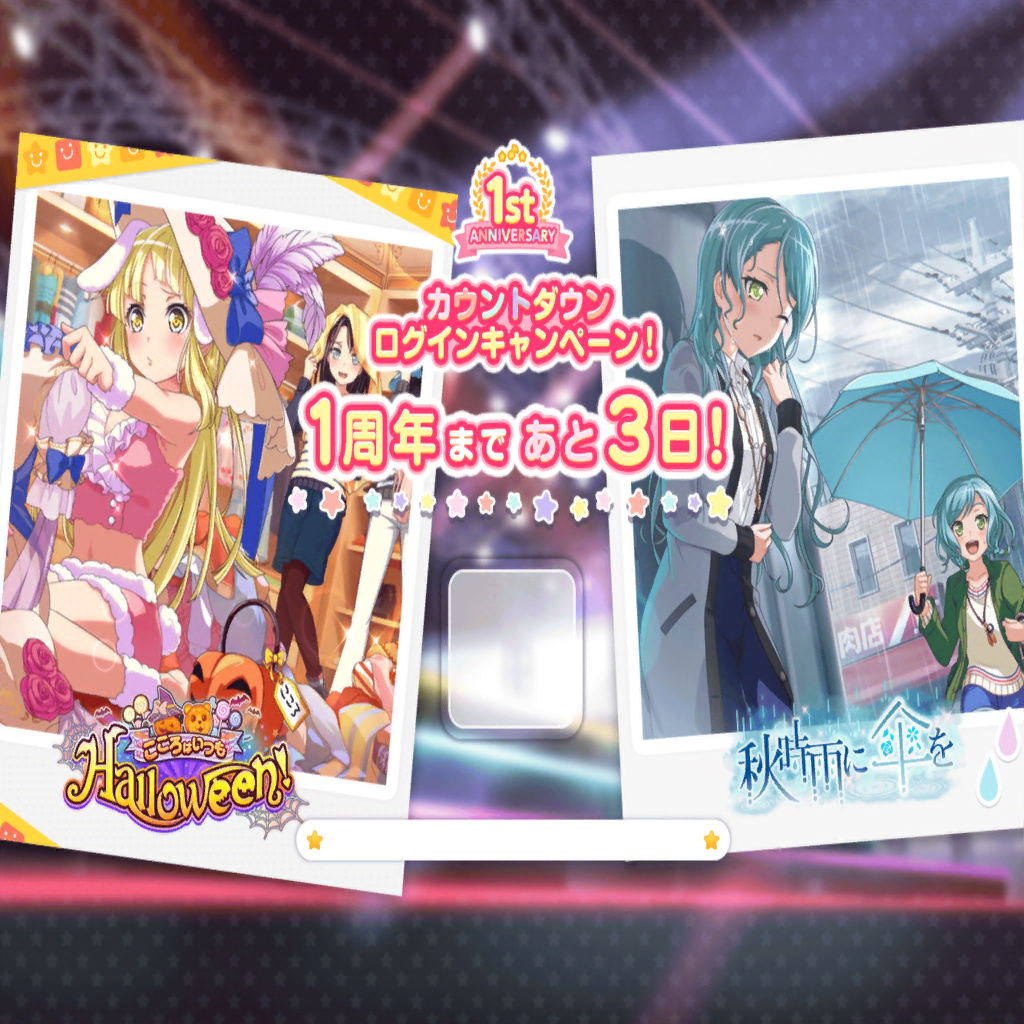 1st
ANNIVERSARY
カウントダウン
ログインキャンペーン!
1周年まであと3日!
こころはいつも
Halloween!
肉店
秋時雨に傘を